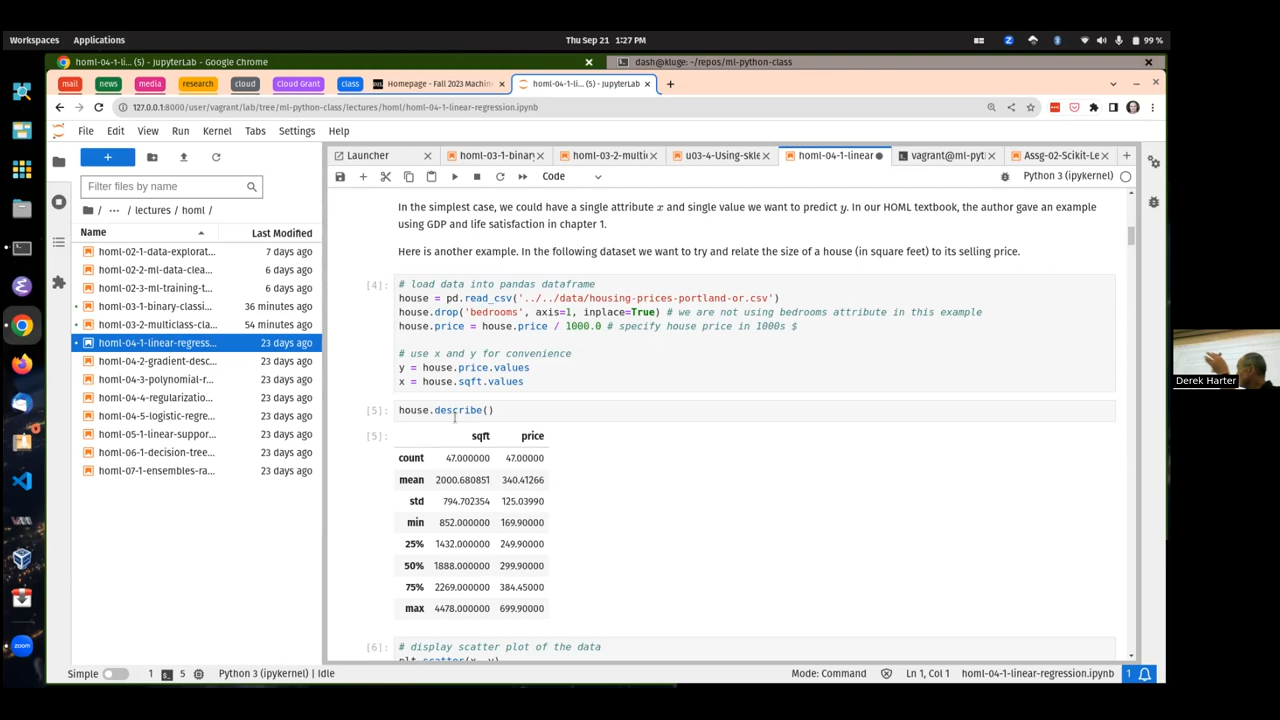 Workspaces Applications Thu Sep 21 1:27 PM 99 %
homl-04-1-li... (5) - JupyterLab - Google Chrome dash@kluge: ~/repos/ml-python-class
mail news media research cloud Cloud Grant class Homepage - Fall 2023 Machin homl-04-1-li... (5) - JupyterLab
127.0.0.1:8000/user/vagrant/lab/tree/ml-python-class/lectures/homl/homl-04-1-linear-regression.ipynb
File Edit View Run Kernel Tabs Settings Help
Launcher homl-03-1-binary homl-03-2-multic u03-4-Using-skle homl-04-1-linear vagrant@ml-pyt Assg-02-Scikit-Le
Code Python 3 (ipykernel)
Filter files by name
/ ... / lectures / homl /
Name Last Modified
homl-02-1-data-explorat... 7 days ago
homl-02-2-ml-data-clea... 6 days ago
homl-02-3-ml-training-t... 6 days ago
homl-03-1-binary-classi... 36 minutes ago
homl-03-2-multiclass-cla... 54 minutes ago
homl-04-1-linear-regress... 23 days ago
homl-04-2-gradient-desc... 23 days ago
homl-04-3-polynomial-r... 23 days ago
homl-04-4-regularizatio... 23 days ago
homl-04-5-logistic-regre... 23 days ago
homl-05-1-linear-suppor... 23 days ago
homl-06-1-decision-tree... 23 days ago
homl-07-1-ensembles-ra... 23 days ago
In the simplest case, we could have a single attribute x and single value we want to predict y. In our HOML textbook, the author gave an example
using GDP and life satisfaction in chapter 1.
Here is another example. In the following dataset we want to try and relate the size of a house (in square feet) to its selling price.
[4]: # load data into pandas dataframe
house = pd.read_csv('../../data/housing-prices-portland-or.csv')
house.drop('bedrooms', axis=1, inplace=True) # we are not using bedrooms attribute in this example
house.price = house.price / 1000.0 # specify house price in 1000s $
# use x and y for convenience
y = house.price.values
x = house.sqft.values
[5]: house.describe()
[5]: sqft price
count 47.000000 47.00000
mean 2000.680851 340.41266
std 794.702354 125.03990
min 852.000000 169.90000
25% 1432.000000 249.90000
50% 1888.000000 299.90000
75% 2269.000000 384.45000
max 4478.000000 699.90000
[6]: # display scatter plot of the data
plt.scatter(x, y)
Derek Harter
Simple 1 5 Python 3 (ipykernel) | Idle Mode: Command Ln 1, Col 1 homl-04-1-linear-regression.ipynb 1